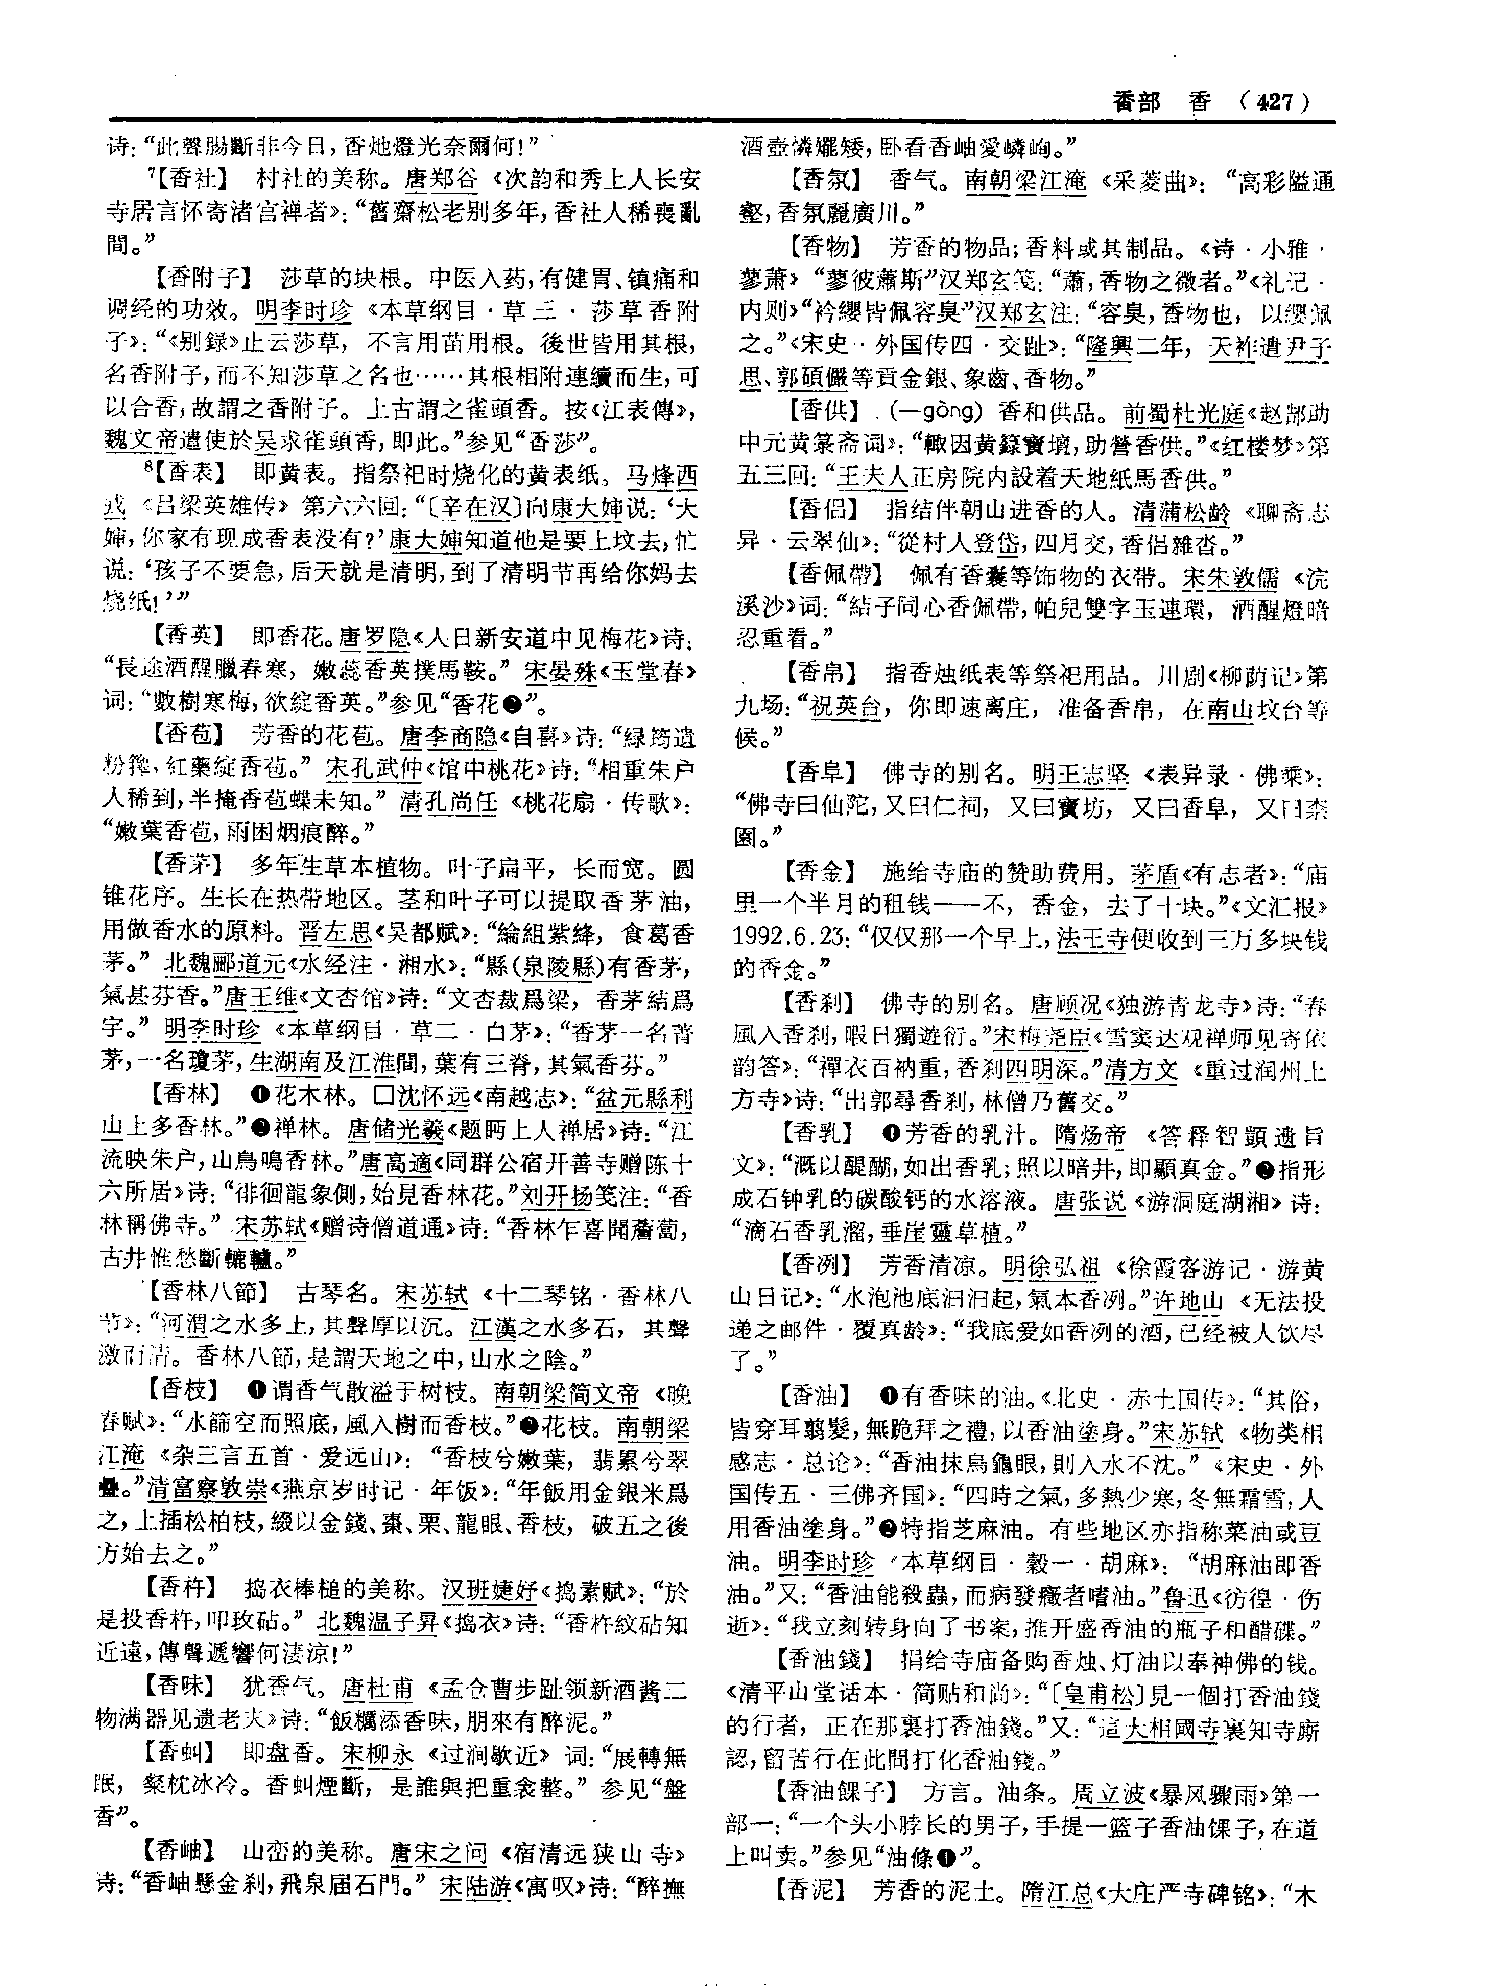 香部　香（427）
诗：“此聲腸斷非今日，香灺燈光奈爾何！”
⁷【香社】　村社的美称。唐郑谷《次韵和秀上人长安
寺居言怀寄渚宫禅者》：“舊齋松老别多年，香社人稀喪亂
間。”
【香附子】　莎草的块根。中医入药，有健胃、镇痛和
调经的功效。明李时珍《本草纲目·草三·莎草香附
子》：“《别録》止云莎草，不言用苗用根。後世皆用其根，
名香附子，而不知莎草之名也……其根相附連續而生，可
以合香，故謂之香附子。上古謂之雀頭香。按《江表傳》，
魏文帝遣使於吴求雀頭香，即此。”参见“香莎”。
⁸【香表】　即黄表。指祭祀时烧化的黄表纸。马烽西
戎《吕梁英雄传》第六六回：“〔辛在汉〕向康大婶说：‘大
婶，你家有现成香表没有？’康大婶知道他是要上坟去，忙
说：‘孩子不要急，后天就是清明，到了清明节再给你妈去
烧纸！’”
【香英】　即香花。唐罗隐《人日新安道中见梅花》诗：
“長途酒醒臘春寒，嫩蕊香英撲馬鞍。”宋晏殊《玉堂春》
词：“數樹寒梅，欲綻香英。”参见“香花❷”。
【香苞】　芳香的花苞。唐李商隐《自喜》诗：“緑筠遺
粉籜，红藥綻香苞。”宋孔武仲《馆中桃花》诗：“相重朱户
人稀到，半掩香苞蝶未知。”清孔尚任《桃花扇·传歌》：
“嫩葉香苞，雨困烟痕醉。”
【香茅】　多年生草本植物。叶子扁平，长而宽。圆
锥花序。生长在热带地区。茎和叶子可以提取香茅油，
用做香水的原料。晋左思《吴都赋》：“綸組紫絳，食葛香
茅。”北魏郦道元《水经注·湘水》：“縣（泉陵縣）有香茅，
氣甚芬香。”唐王维《文杏馆》诗：“文杏裁爲梁，香茅結爲
宇。”明李时珍《本草纲目·草二·白茅》：“香茅一名菁
茅，一名瓊茅，生湖南及江淮間，葉有三脊，其氣香芬。”
【香林】　❶花木林。□沈怀远《南越志》：“盆元縣利
山上多香林。”❷禅林。唐储光羲《题眄上人禅居》诗：“江
流映朱户，山鳥鳴香林。”唐高適《同群公宿开善寺赠陈十
六所居》诗：“徘徊龍象側，始見香林花。”刘开扬笺注：“香
林稱佛寺。”宋苏轼《赠诗僧道通》诗：“香林乍喜聞薝蔔，
古井惟愁斷轆轤。”
【香林八節】　古琴名。宋苏轼《十二琴铭·香林八
节》：“河渭之水多土，其聲厚以沉。江漢之水多石，其聲
激而清。香林八節，是謂天地之中，山水之陰。”
【香枝】　❶谓香气散溢于树枝。南朝梁简文帝《晚
春赋》：“水篩空而照底，風入樹而香枝。”❷花枝。南朝梁
江淹《杂三言五首·爱远山》：“香枝兮嫩葉，翡累兮翠
疊。”清富察敦崇《燕京岁时记·年饭》：“年飯用金銀米爲
之，上插松柏枝，綴以金錢、棗、栗、龍眼、香枝，破五之後
方始去之。”
【香杵】　捣衣棒槌的美称。汉班婕妤《捣素赋》：“於
是投香杵，叩玫砧。”北魏温子昇《捣衣》诗：“香杵紋砧知
近遠，傳聲遞響何淒涼！”
【香味】　犹香气。唐杜甫《孟仓曹步趾领新酒酱二
物满器见遗老夫》诗：“飯糲添香味，朋來有醉泥。”
【香虯】　即盘香。宋柳永《过涧歇近》词：“展轉無
眠，粲枕冰冷。香虯煙斷，是誰與把重衾整。”参见“盤
香”。
【香岫】　山峦的美称。唐宋之问《宿清远狭山寺》
诗：“香岫懸金刹，飛泉届石門。”宋陆游《寓叹》诗：“醉撫
酒壺憐㿐矮，卧看香岫愛嶙峋。”
【香氛】　香气。南朝梁江淹《采菱曲》：“高彩隘通
壑，香氛麗廣川。”
【香物】　芳香的物品；香料或其制品。《诗·小雅·
蓼萧》“蓼彼蕭斯”汉郑玄笺：“蕭，香物之微者。”《礼记·
内则》“衿纓皆佩容臭”汉郑玄注：“容臭，香物也，以缨佩
之。”《宋史·外国传四·交趾》：“隆興二年，天祚遣尹子
思、郭碩儼等貢金銀、象齒、香物。”
【香供】（—gòng）香和供品。前蜀杜光庭《赵郜助
中元黄箓斋词》：“輒因黄籙寶壇，助營香供。”《红楼梦》第
五三回：“王夫人正房院内設着天地紙馬香供。”
【香侣】　指结伴朝山进香的人。清蒲松龄《聊斋志
异·云翠仙》：“從村人登岱，四月交，香侣雜沓。”
【香佩帶】　佩有香囊等饰物的衣带。宋朱敦儒《浣
溪沙》词：“結子同心香佩帶，帕兒雙字玉連環，酒醒燈暗
忍重看。”
【香帛】　指香烛纸表等祭祀用品。川剧《柳荫记》第
九场：“祝英台，你即速离庄，准备香帛，在南山坟台等
候。”
【香阜】　佛寺的别名。明王志坚《表异录·佛乘》：
“佛寺曰仙陀，又曰仁祠，又曰寶坊，又曰香阜，又曰柰
園。”
【香金】　施给寺庙的赞助费用。茅盾《有志者》：“庙
里一个半月的租钱——不，香金，去了十块。”《文汇报》
1992.6.23：“仅仅那一个早上，法王寺便收到三万多块钱
的香金。”
【香刹】　佛寺的别名。唐顾况《独游青龙寺》诗：“春
風入香刹，暇日獨遊衍。”宋梅尧臣《雪窦达观禅师见寄依
韵答》：“禪衣百衲重，香刹四明深。”清方文《重过润州上
方寺》诗：“出郭尋香刹，林僧乃舊交。”
【香乳】　❶芳香的乳汁。隋炀帝《答释智顗遗旨
文》：“溉以醍醐，如出香乳；照以暗井，即顯真金。”❷指形
成石钟乳的碳酸钙的水溶液。唐张说《游洞庭湖湘》诗：
“滴石香乳溜，垂崖靈草植。”
【香冽】　芳香清凉。明徐弘祖《徐霞客游记·游黄
山日记》：“水泡池底汩汩起，氣本香冽。”许地山《无法投
递之邮件·覆真龄》：“我底爱如香冽的酒，已经被人饮尽
了。”
【香油】　❶有香味的油。《北史·赤土国传》：“其俗，
皆穿耳翦髮，無跪拜之禮，以香油塗身。”宋苏轼《物类相
感志·总论》：“香油抹烏龜眼，則入水不沈。”《宋史·外
国传五·三佛齐国》：“四時之氣，多熱少寒，冬無霜雪，人
用香油塗身。”❷特指芝麻油。有些地区亦指称菜油或豆
油。明李时珍《本草纲目·穀一·胡麻》：“胡麻油即香
油。”又：“香油能殺蟲，而病發癥者嗜油。”鲁迅《彷徨·伤
逝》：“我立刻转身向了书案，推开盛香油的瓶子和醋碟。”
【香油錢】　捐给寺庙备购香烛、灯油以奉神佛的钱。
《清平山堂话本·简贴和尚》：“〔皇甫松〕見一個打香油錢
的行者，正在那裏打香油錢。”又：“這大相國寺裏知寺廝
認，留苦行在此間打化香油錢。”
【香油餜子】　方言。油条。周立波《暴风骤雨》第一
部一：“一个头小脖长的男子，手提一篮子香油馃子，在道
上叫卖。”参见“油條❶”。
【香泥】　芳香的泥土。隋江总《大庄严寺碑铭》：“木